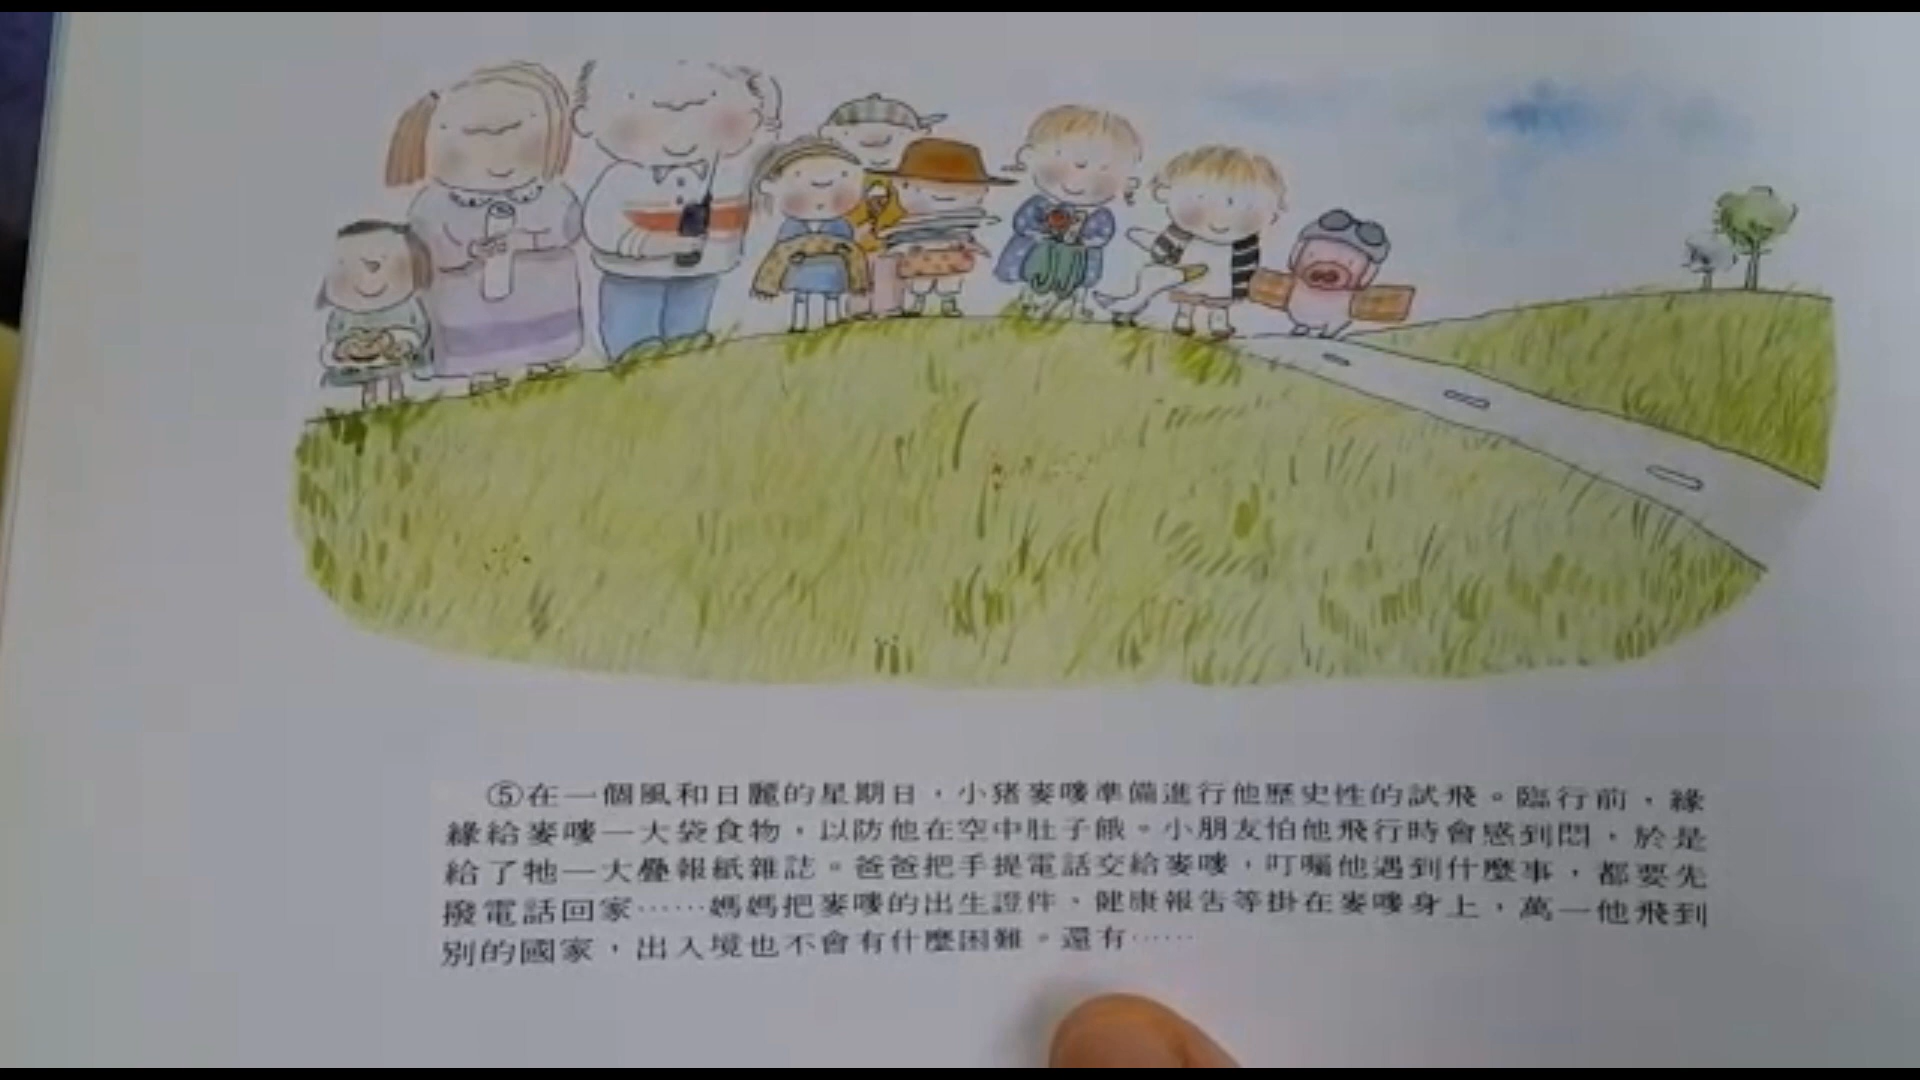 ⑤在一個風和日麗的星期日，小猪麥嘜準備進行他歷史性的試飛。臨行前，緣
緣給麥嘜一大袋食物，以防他在空中肚子餓。小朋友怕他飛行時會感到悶，於是
給了牠一大疊報紙雜誌。爸爸把手提電話交給麥嘜，叮囑他遇到什麼事，都要先
撥電話回家……媽媽把麥嘜的出生證件、健康報告等掛在麥嘜身上，萬一他飛到
別的國家，出入境也不會有什麼困難。還有……